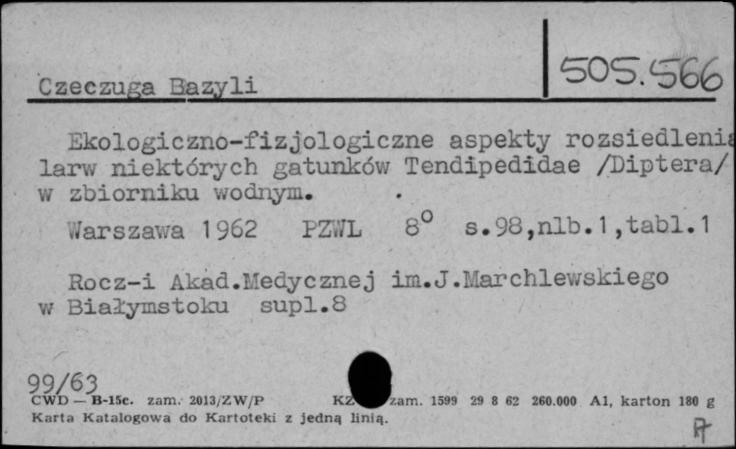 505.566
Czeczuga Bazyli
Ekologiczno-fizjologiczne aspekty rozsiedlenia
larw niektórych gatunków Tendipedidae /Diptera/
w zbiorniku wodnym.
Warszawa 1962 PZWL 8° s.98,nlb.1,tabl.1
Rocz-i Akad.Medycznej im.J.Marchlewskiego
w Białymstoku supl.8
99/63
CWD — B-15c. zam. 2013/ZW/P KZ zam. 1599 29 8 62 260.000 A1, karton 180 g
Karta Katalogowa do Kartoteki z jedną linią.